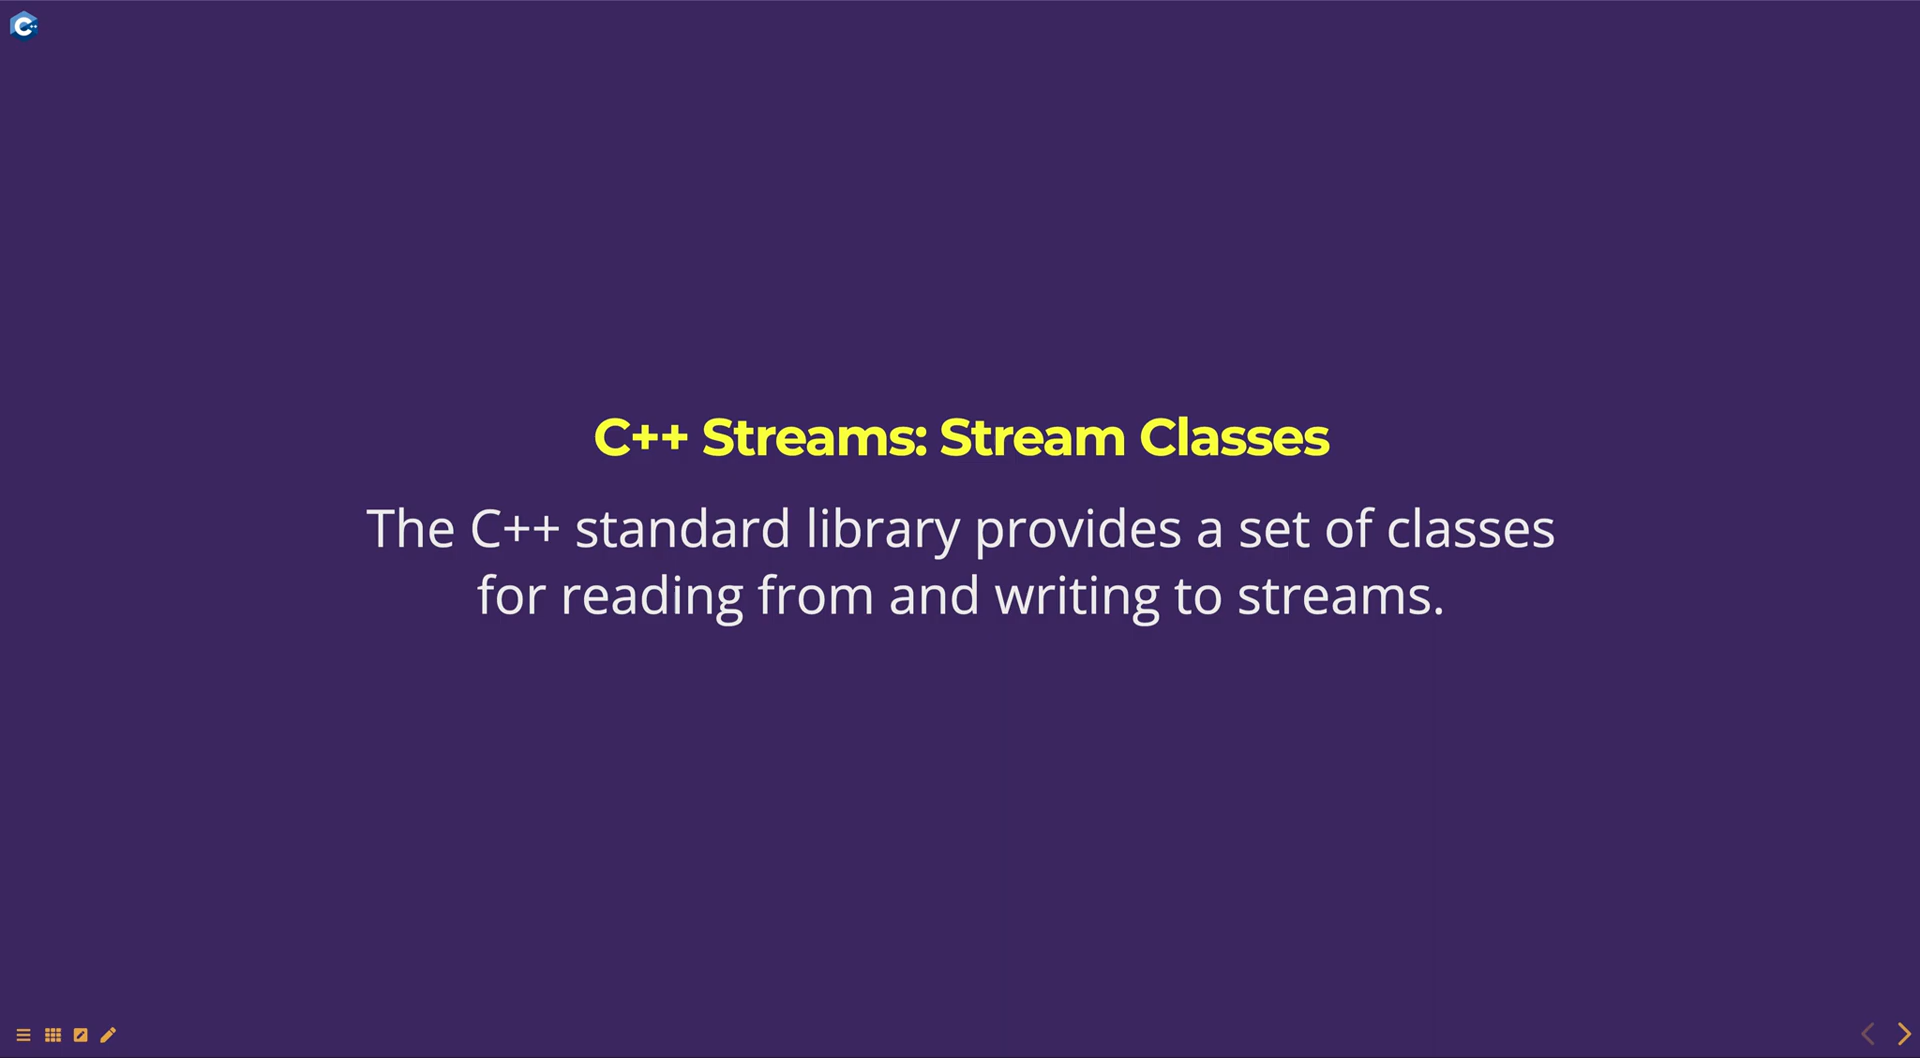 C++ Streams: Stream Classes
The C++ standard library provides a set of classes
for reading from and writing to streams.